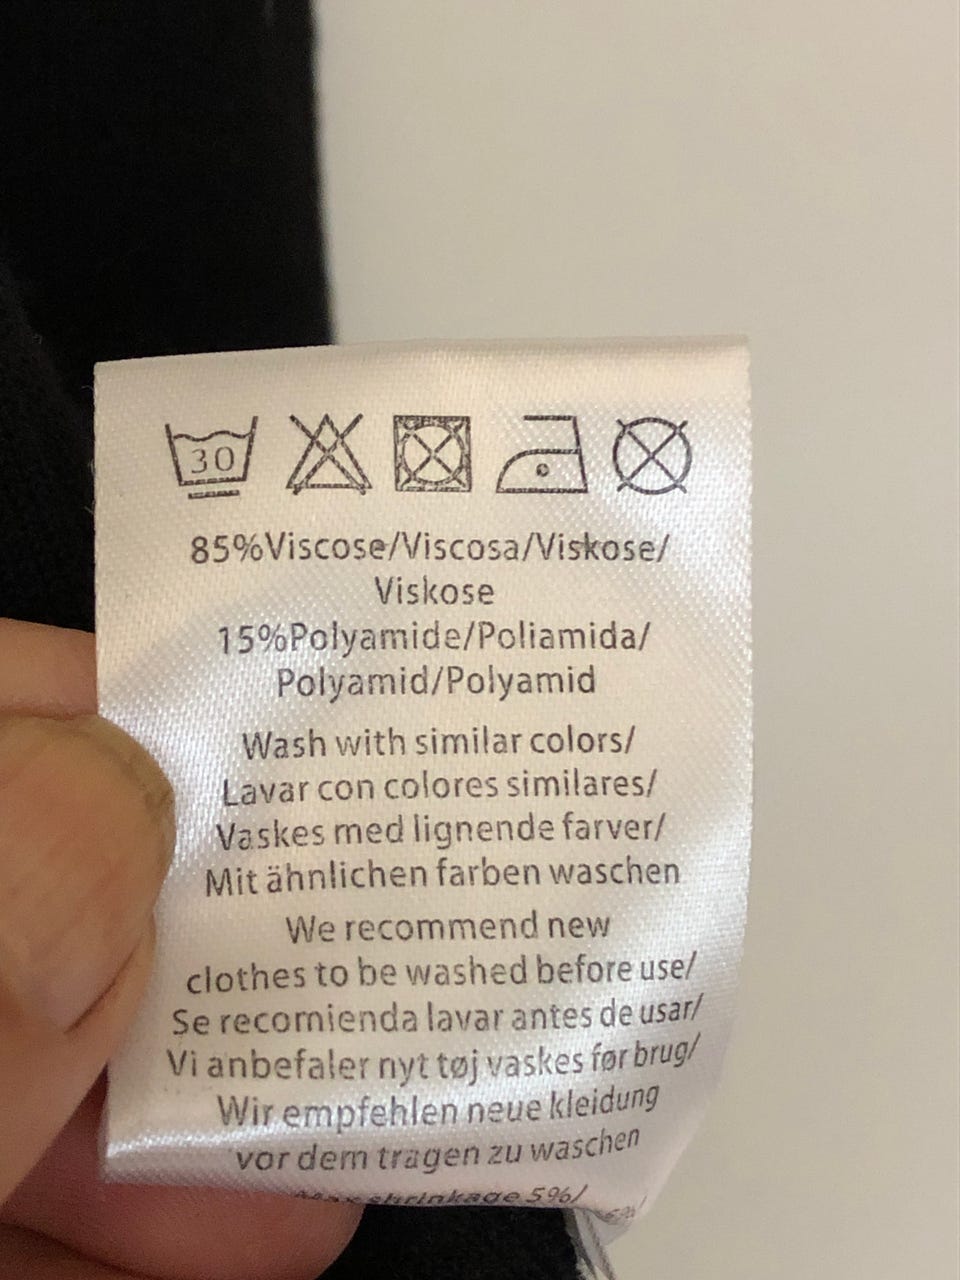 30
85%Viscose/Viscosa/Viskose/
Viskose
15%Polyamide/Poliamida/
Polyamid/Polyamid
Wash with similar colors/
Lavar con colores similares/
Vaskes med lignende farver/
Mit ähnlichen farben waschen
We recommend new
clothes to be washed before use/
Se recomienda lavar antes de usar/
Vi anbefaler nyt tøj vaskes før brug/
Wir empfehlen neue kleidung
vor dem tragen zu waschen
Max shrinkage 5%/